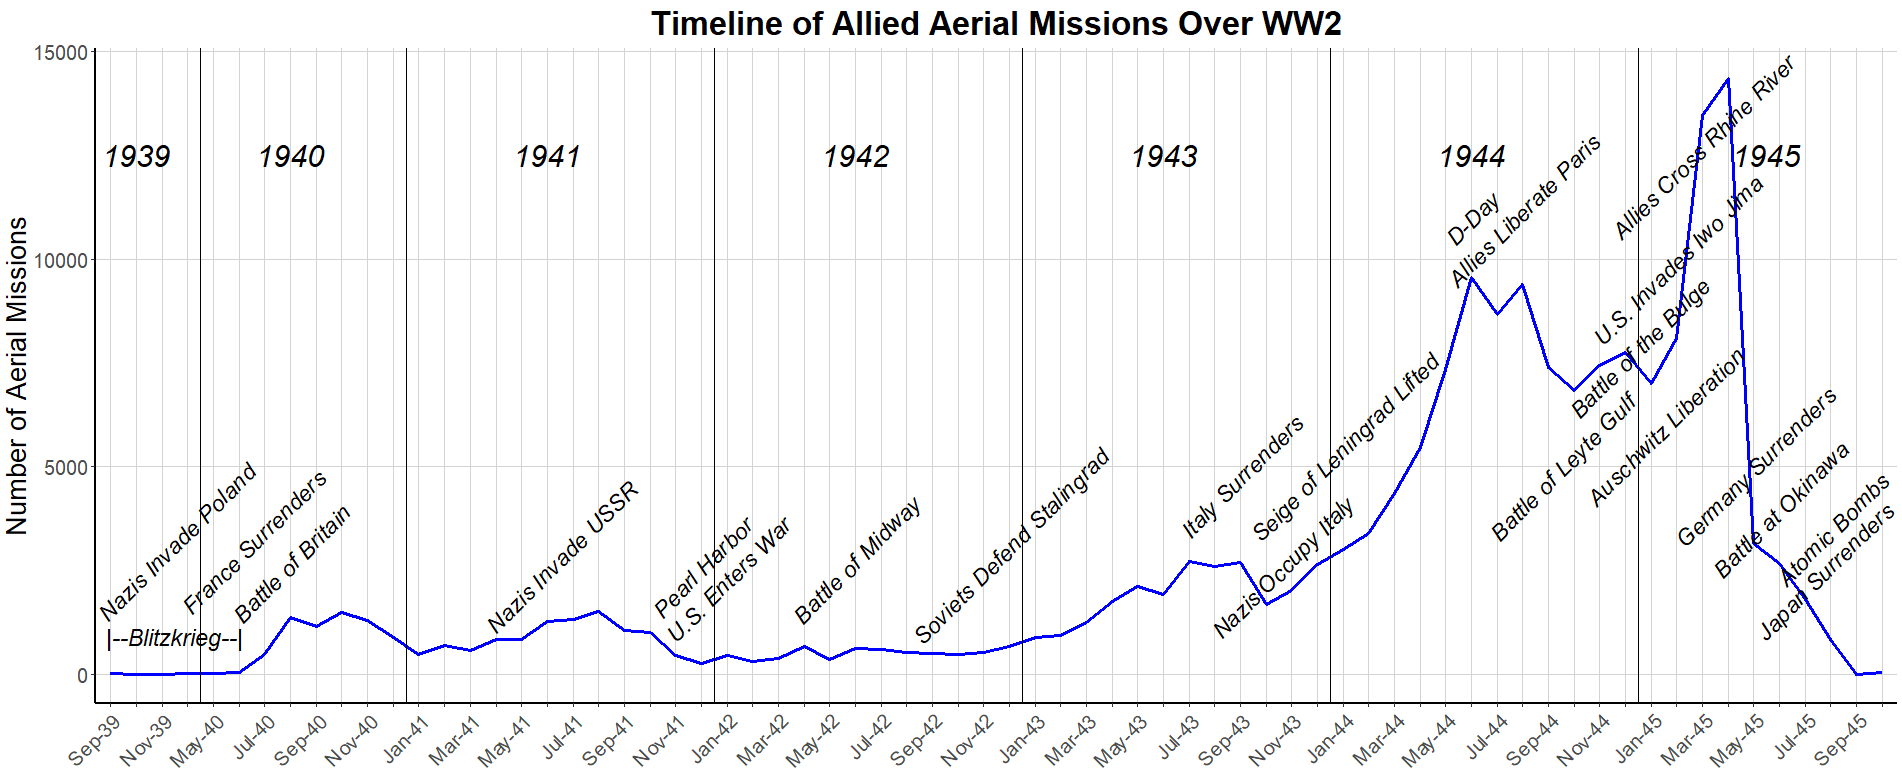 Timeline of Allied Aerial Missions Over WW2
Number of Aerial Missions
15000
10000
5000
0
1939
1940
1941
1942
1943
1944
1945
Nazis Invade Poland
|--Blitzkrieg--|
France Surrenders
Battle of Britain
Nazis Invade USSR
Pearl Harbor
U.S. Enters War
Battle of Midway
Soviets Defend Stalingrad
Italy Surrenders
Nazis Occupy Italy
Seige of Leningrad Lifted
D-Day
Allies Liberate Paris
Battle of Leyte Gulf
Battle of the Bulge
Auschwitz Liberation
U.S. Invades Iwo Jima
Allies Cross Rhine River
Germany Surrenders
Battle at Okinawa
Atomic Bombs
Japan Surrenders
Sep-39
Nov-39
May-40
Jul-40
Sep-40
Nov-40
Jan-41
Mar-41
May-41
Jul-41
Sep-41
Nov-41
Jan-42
Mar-42
May-42
Jul-42
Sep-42
Nov-42
Jan-43
Mar-43
May-43
Jul-43
Sep-43
Nov-43
Jan-44
Mar-44
May-44
Jul-44
Sep-44
Nov-44
Jan-45
Mar-45
May-45
Jul-45
Sep-45